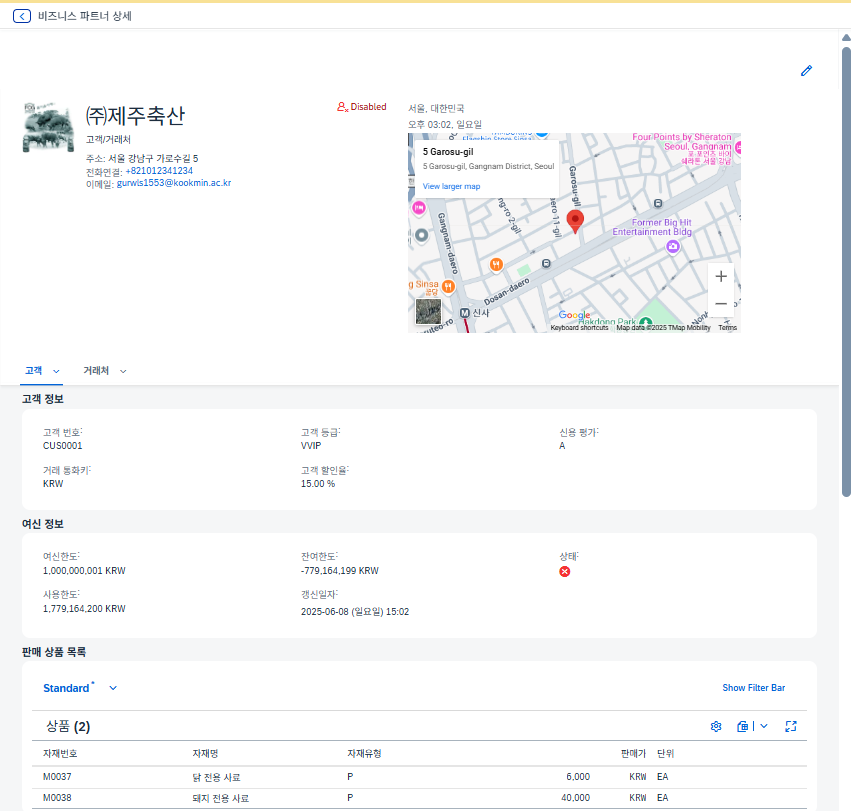 비즈니스 파트너 상세
㈜제주축산
고객/거래처
주소: 서울 강남구 가로수길 5
전화연결: +821012341234
이메일: gurwls1553@kookmin.ac.kr
Disabled
서울, 대한민국
오후 03:02, 일요일
5 Garosu-gil
5 Garosu-gil, Gangnam District, Seoul
View larger map
Four Points by Sheraton
Seoul, Gangnam
Garosu-gil
Gangnam-daero
Former Big Hit
Entertainment Bldg
g Sinsa
Dosan-daero
신사
Google
Hakdong Park
Keyboard shortcuts
Map data ©2025 TMap Mobility
Terms
고객
거래처
고객 정보
고객 번호:
CUS0001
고객 등급:
VVIP
신용 평가:
A
거래 통화키:
KRW
고객 할인율:
15.00 %
여신 정보
여신한도:
1,000,000,001 KRW
잔여한도:
-779,164,199 KRW
상태:
사용한도:
1,779,164,200 KRW
갱신일자:
2025-06-08 (일요일) 15:02
판매 상품 목록
Standard*
Show Filter Bar
상품 (2)
자재번호 자재명 자재유형 판매가 단위
M0037 닭 전용 사료 P 6,000 KRW EA
M0038 돼지 전용 사료 P 40,000 KRW EA